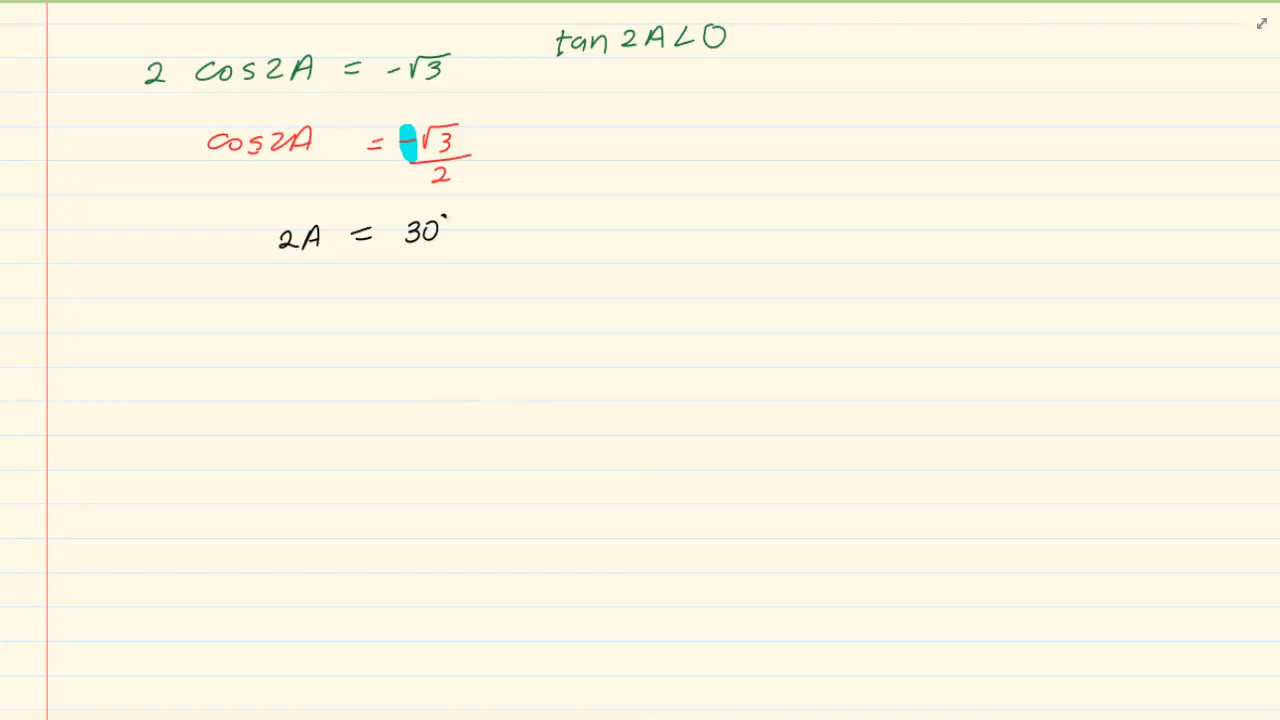 tan 2A < 0
2 cos 2A = -√3
cos 2A = -√3/2
2A = 30°